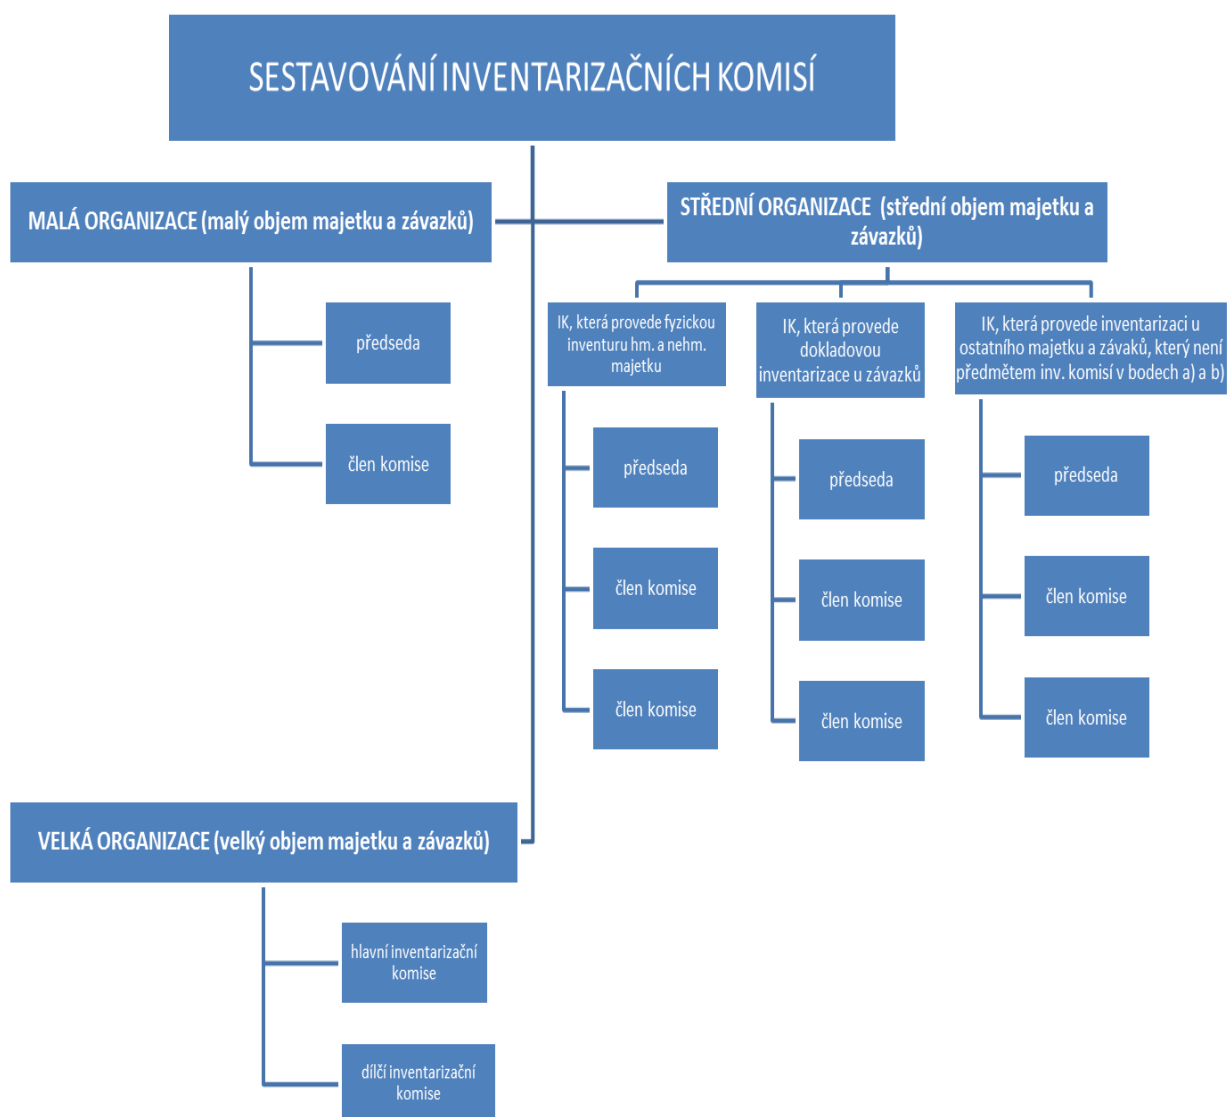 SESTAVOVÁNÍ INVENTARIZAČNÍCH KOMISÍ
MALÁ ORGANIZACE (malý objem majetku a závazků)
předseda
člen komise
STŘEDNÍ ORGANIZACE (střední objem majetku a
závazků)
IK, která provede fyzickou
inventuru hm. a nehm.
majetku
předseda
člen komise
člen komise
IK, která provede
dokladovou
inventarizace u závazků
předseda
člen komise
člen komise
IK, která provede inventarizaci u
ostatního majetku a závaků, který není
předmětem inv. komisí v bodech a) a b)
předseda
člen komise
člen komise
VELKÁ ORGANIZACE (velký objem majetku a závazků)
hlavní inventarizační
komise
dílčí inventarizační
komise